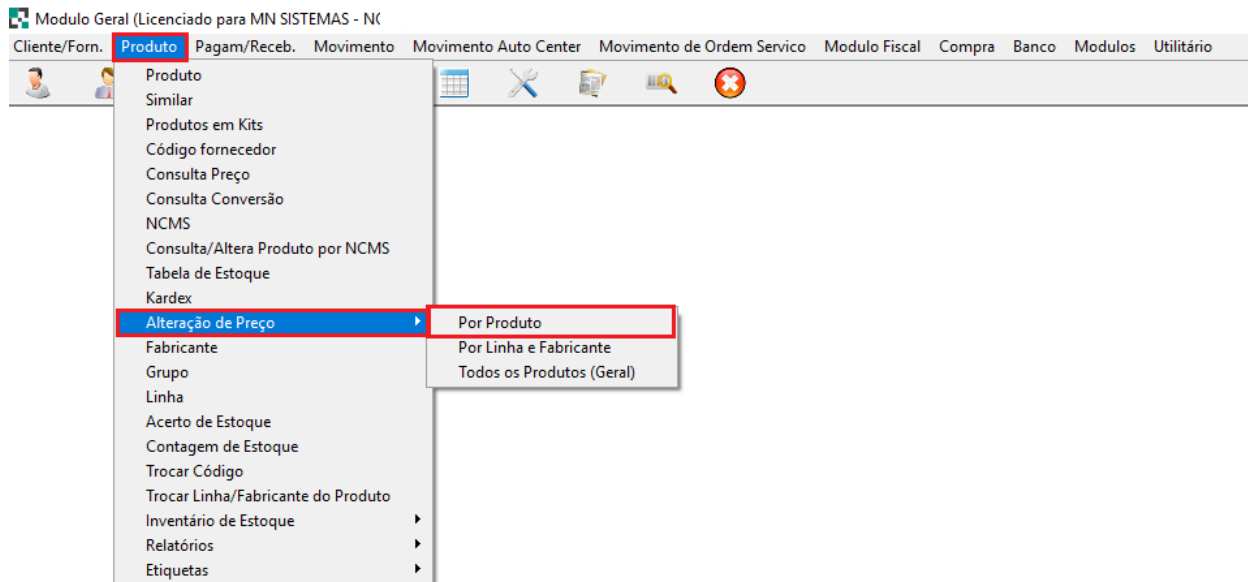 Modulo Geral (Licenciado para MN SISTEMAS - NO
Cliente/Forn. Produto Pagam/Receb. Movimento Movimento Auto Center Movimento de Ordem Servico Modulo Fiscal Compra Banco Modulos Utilitário
Produto
Similar
Produtos em Kits
Código fornecedor
Consulta Preço
Consulta Conversão
NCMS
Consulta/Altera Produto por NCMS
Tabela de Estoque
Kardex
Alteração de Preço
Por Produto
Fabricante
Por Linha e Fabricante
Grupo
Todos os Produtos (Geral)
Linha
Acerto de Estoque
Contagem de Estoque
Trocar Código
Trocar Linha/Fabricante do Produto
Inventário de Estoque
Relatórios
Etiquetas